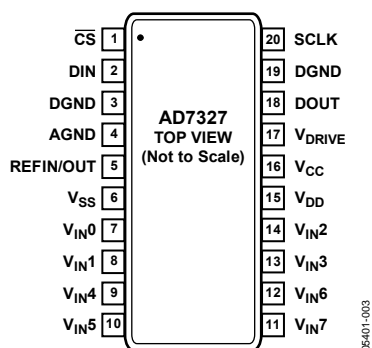 CS 1
DIN 2
DGND 3
AGND 4
REFIN/OUT 5
VSS 6
VIN0 7
VIN1 8
VIN4 9
VIN5 10
AD7327
TOP VIEW
(Not to Scale)
20 SCLK
19 DGND
18 DOUT
17 VDRIVE
16 VCC
15 VDD
14 VIN2
13 VIN3
12 VIN6
11 VIN7
05401-003